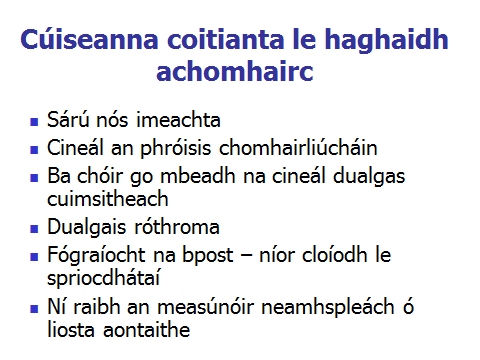 Cúiseanna coitianta le haghaidh
achomhairc
Sárú nós imeachta
Cineál an phróisis chomhairliúcháin
Ba chóir go mbeadh na cineál dualgas
cuimsitheach
Dualgais róthroma
Fógraíocht na bpost – níor cloíodh le
spriocdhátaí
Ní raibh an measúnóir neamhspleách ó
liosta aontaithe